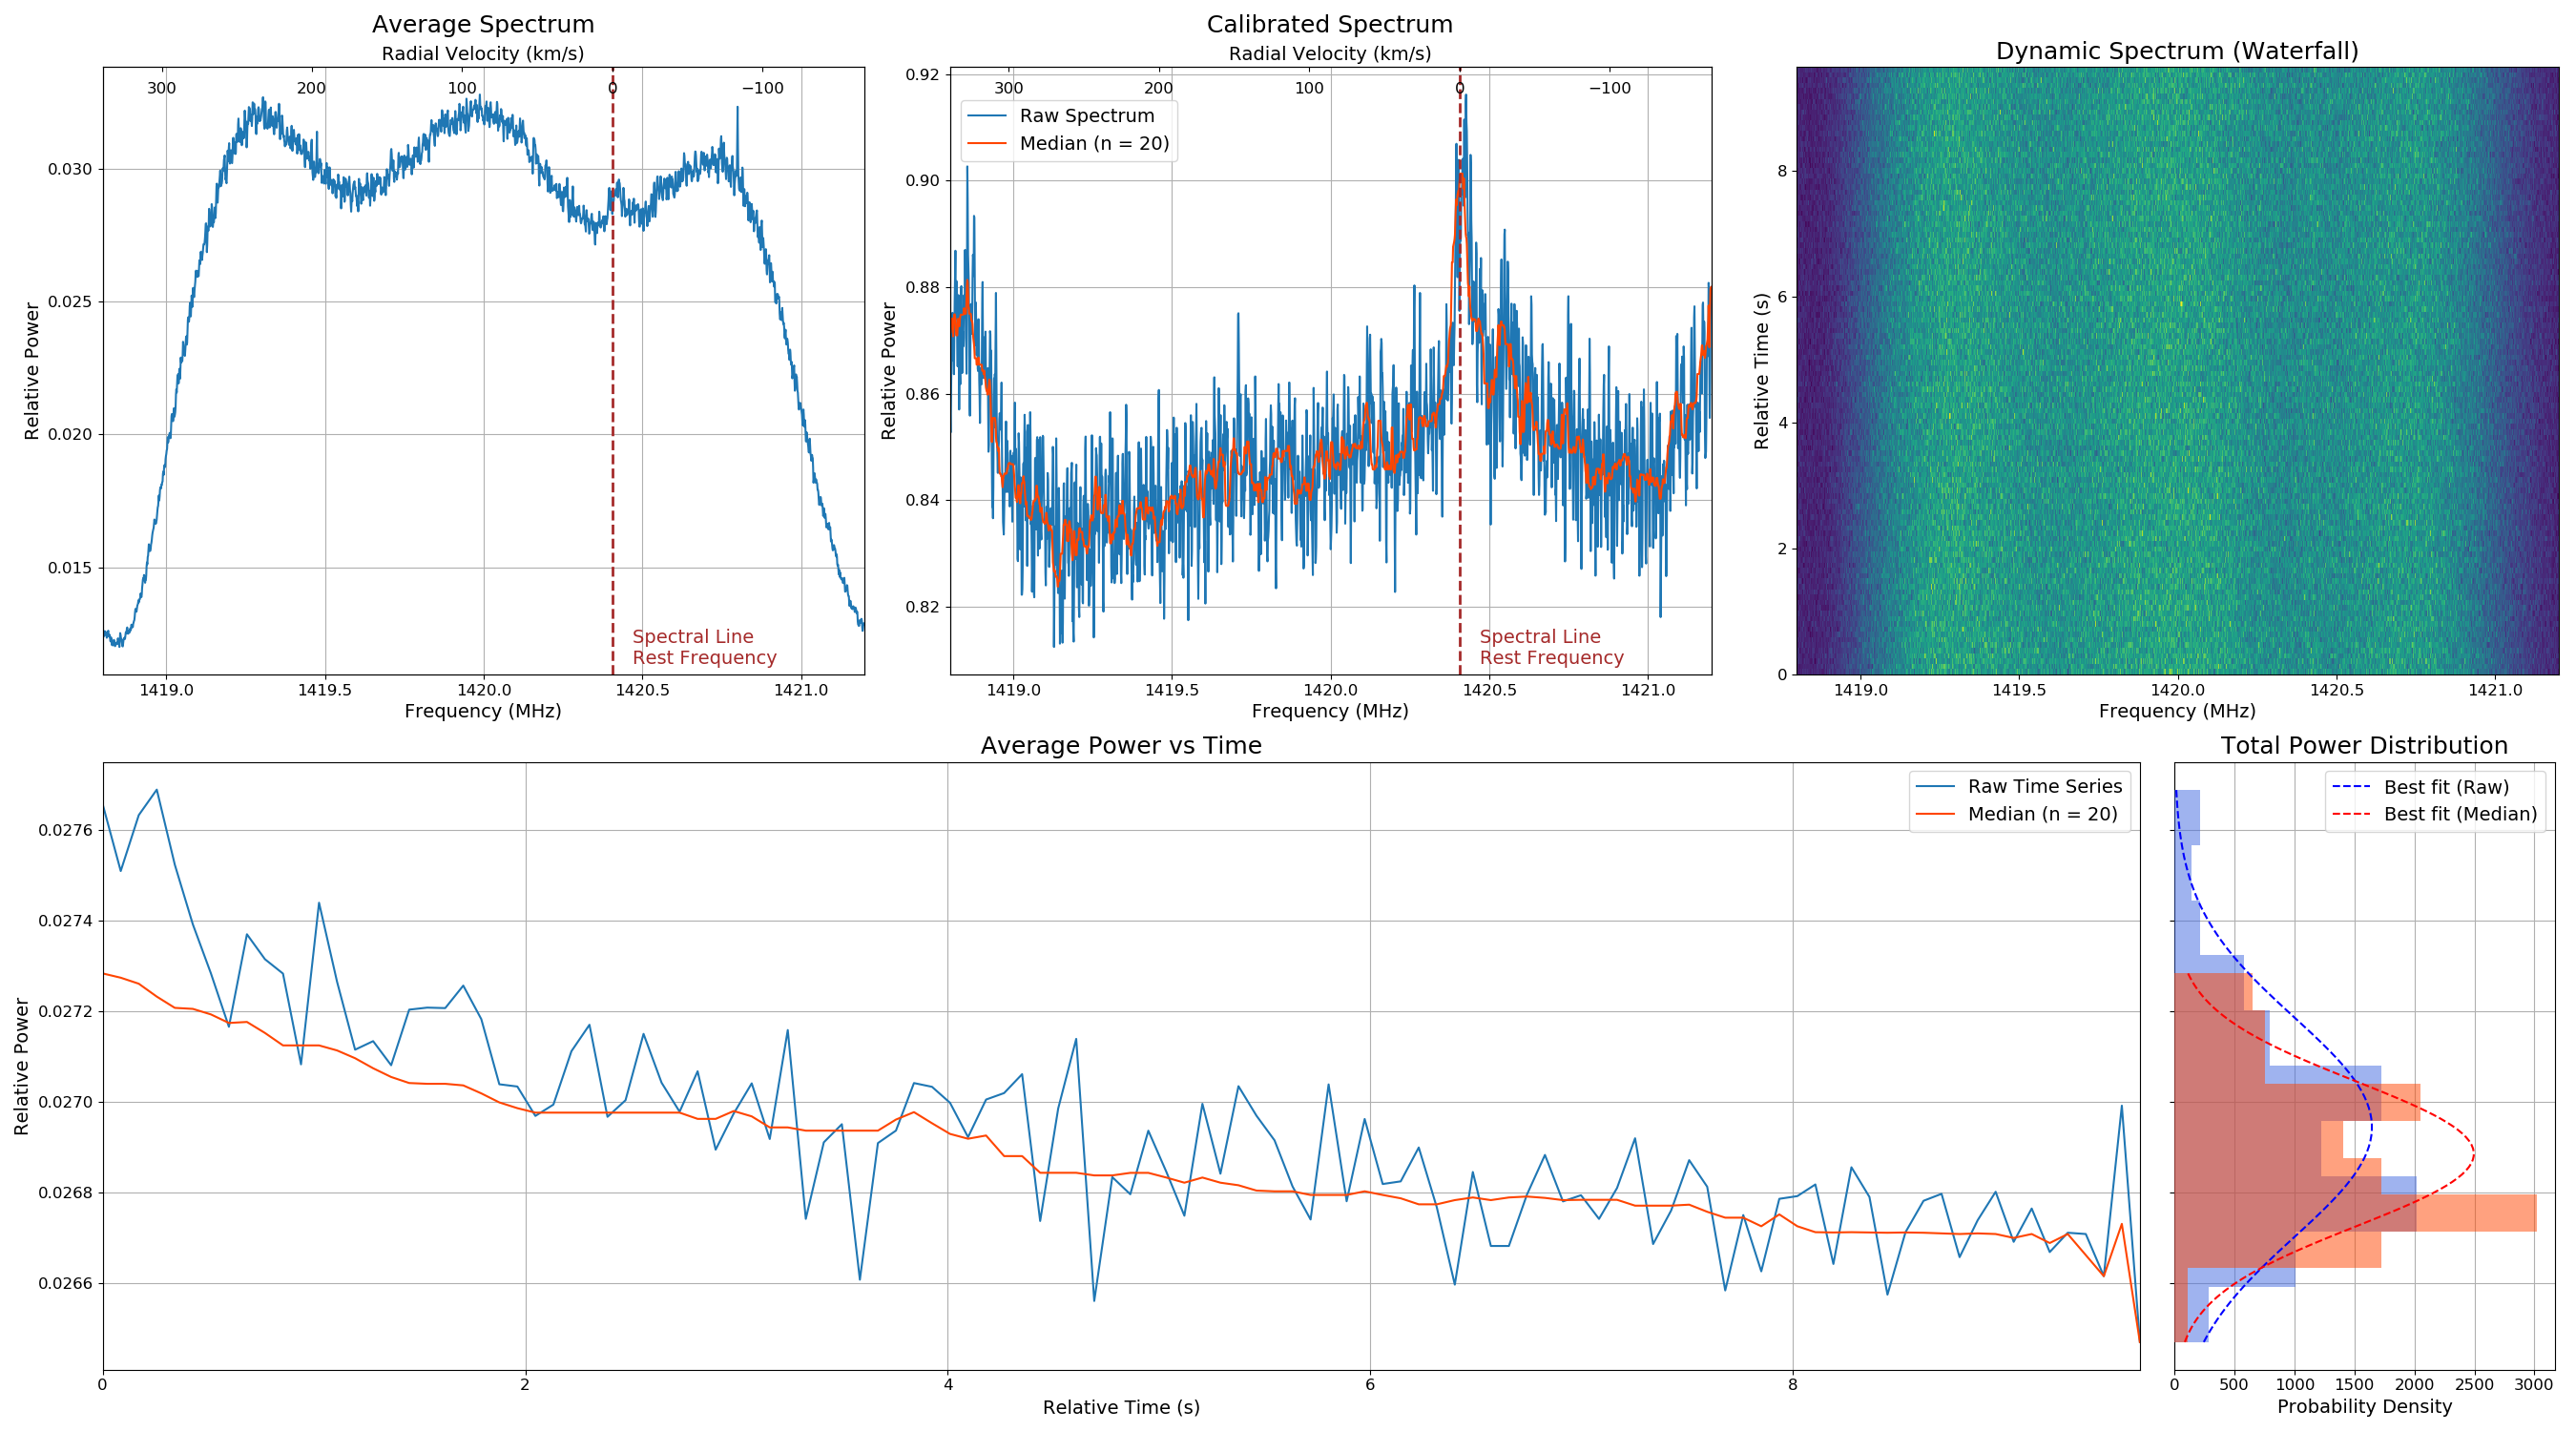 Average Spectrum
Radial Velocity (km/s)
300 200 100 0 −100
0.030
0.025
0.020
0.015
Relative Power
Spectral Line
Rest Frequency
1419.0 1419.5 1420.0 1420.5 1421.0
Frequency (MHz)
Calibrated Spectrum
Radial Velocity (km/s)
300 200 100 0 −100
Raw Spectrum
Median (n = 20)
0.92
0.90
0.88
0.86
0.84
0.82
Relative Power
Spectral Line
Rest Frequency
1419.0 1419.5 1420.0 1420.5 1421.0
Frequency (MHz)
Dynamic Spectrum (Waterfall)
8
6
4
2
0
Relative Time (s)
1419.0 1419.5 1420.0 1420.5 1421.0
Frequency (MHz)
Average Power vs Time
Raw Time Series
Median (n = 20)
0.0276
0.0274
0.0272
0.0270
0.0268
0.0266
Relative Power
0 2 4 6 8
Relative Time (s)
Total Power Distribution
Best fit (Raw)
Best fit (Median)
0 500 1000 1500 2000 2500 3000
Probability Density